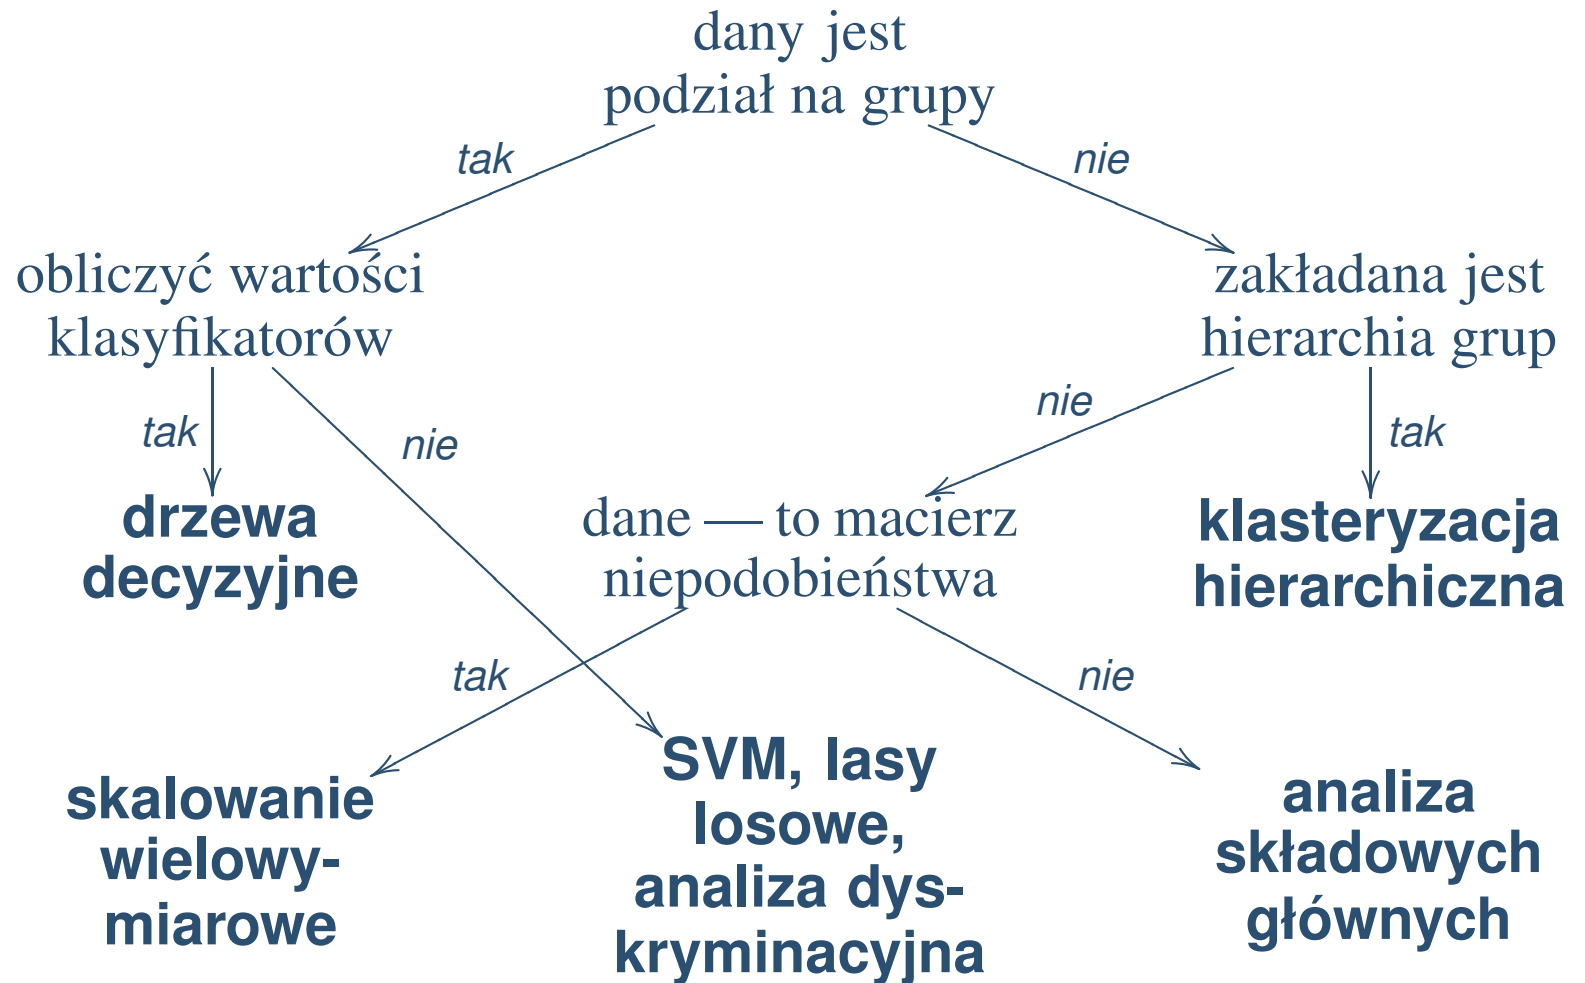 dany jest
podział na grupy
tak
nie
obliczyć wartości
klasyfikatorów
zakładana jest
hierarchia grup
tak
nie
nie
tak
drzewa
decyzyjne
dane — to macierz
niepodobieństwa
klasteryzacja
hierarchiczna
tak
nie
skalowanie
wielowy-
miarowe
SVM, lasy
losowe,
analiza dys-
kryminacyjna
analiza
składowych
głównych